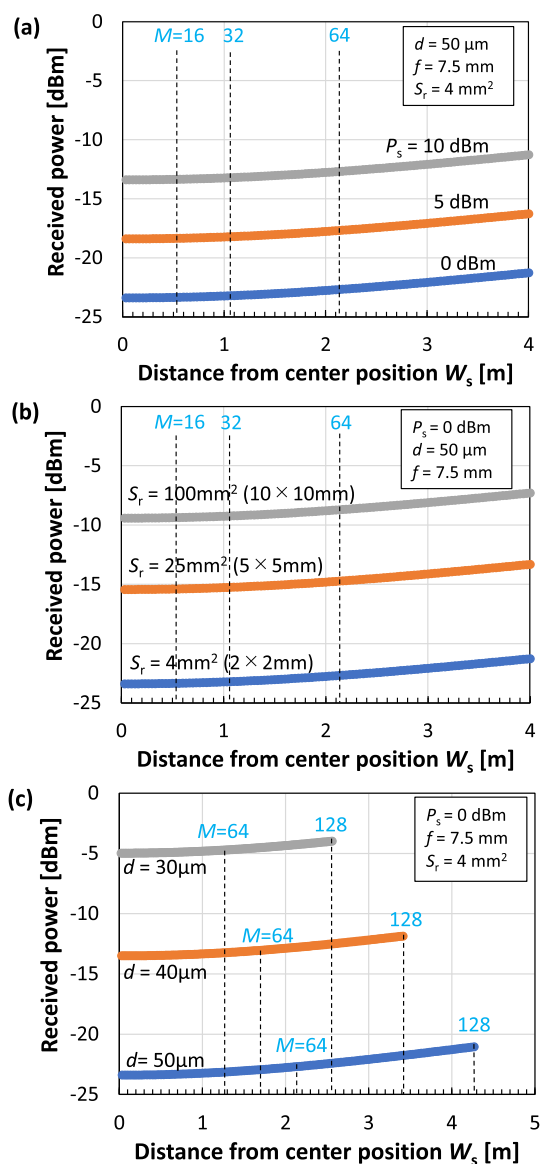 (a)
Received power [dBm]
0
-5
-10
-15
-20
-25
M=16 32 64
d = 50 µm
f = 7.5 mm
Sr = 4 mm²
Ps = 10 dBm
5 dBm
0 dBm
0 1 2 3 4
Distance from center position Ws [m]
(b)
Received power [dBm]
0
-5
-10
-15
-20
-25
M=16 32 64
Ps = 0 dBm
d = 50 µm
f = 7.5 mm
Sr = 100mm² (10×10mm)
Sr = 25mm² (5×5mm)
Sr = 4mm² (2×2mm)
0 1 2 3 4
Distance from center position Ws [m]
(c)
Received power [dBm]
0
-5
-10
-15
-20
-25
Ps = 0 dBm
f = 7.5 mm
Sr = 4 mm²
M=64 128
d = 30µm
M=64 128
d = 40µm
M=64 128
d = 50µm
0 1 2 3 4 5
Distance from center position Ws [m]